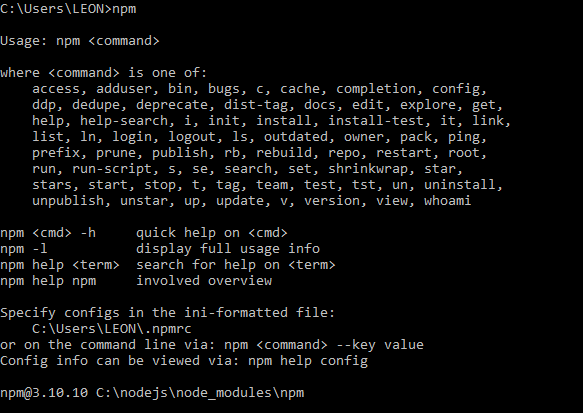 C:\Users\LEON>npm
Usage: npm <command>
where <command> is one of:
access, adduser, bin, bugs, c, cache, completion, config,
ddp, dedupe, deprecate, dist-tag, docs, edit, explore, get,
help, help-search, i, init, install, install-test, it, link,
list, ln, login, logout, ls, outdated, owner, pack, ping,
prefix, prune, publish, rb, rebuild, repo, restart, root,
run, run-script, s, se, search, set, shrinkwrap, star,
stars, start, stop, t, tag, team, test, tst, un, uninstall,
unpublish, unstar, up, update, v, version, view, whoami
npm <cmd> -h     quick help on <cmd>
npm -l           display full usage info
npm help <term>  search for help on <term>
npm help npm     involved overview
Specify configs in the ini-formatted file:
C:\Users\LEON\.npmrc
or on the command line via: npm <command> --key value
Config info can be viewed via: npm help config
npm@3.10.10 C:\nodejs\node_modules\npm